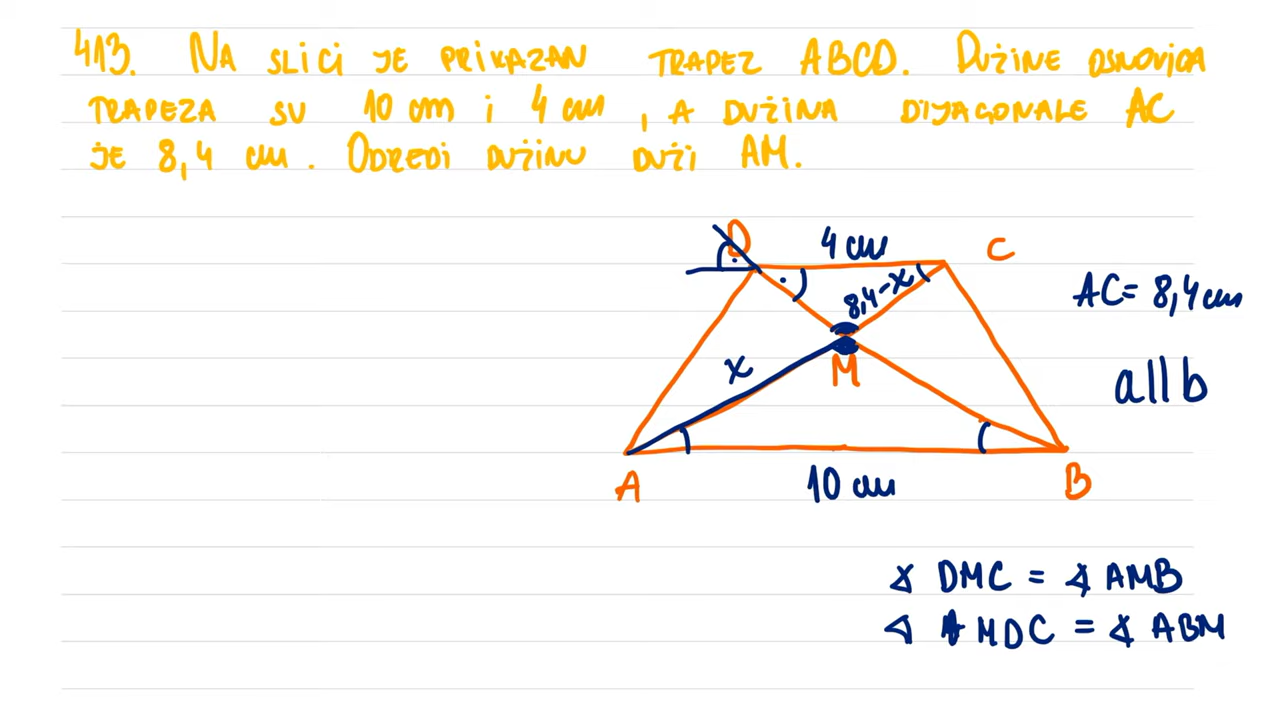 413. NA SLICI JE PRIKAZAN TRAPEZ ABCD. DUŽINE OSNOVICA
TRAPEZA SU 10 cm i 4 cm, A DUŽINA DIJAGONALE AC
JE 8,4 cm. ODREDI DUŽINU DUŽI AM.
D 4 cm C
8,4-x AC = 8,4 cm
x M a||b
A 10 cm B
∢ DMC = ∢ AMB
∢ MDC = ∢ ABM